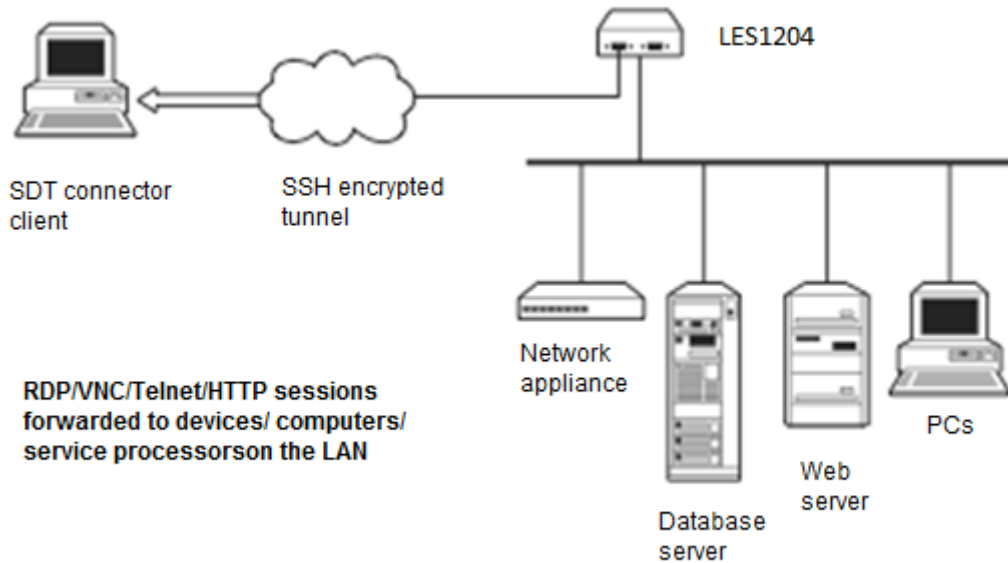 LES1204
SDT connector
client
SSH encrypted
tunnel
Network
appliance
Database
server
Web
server
PCs
RDP/VNC/Telnet/HTTP sessions
forwarded to devices/ computers/
service processorson the LAN